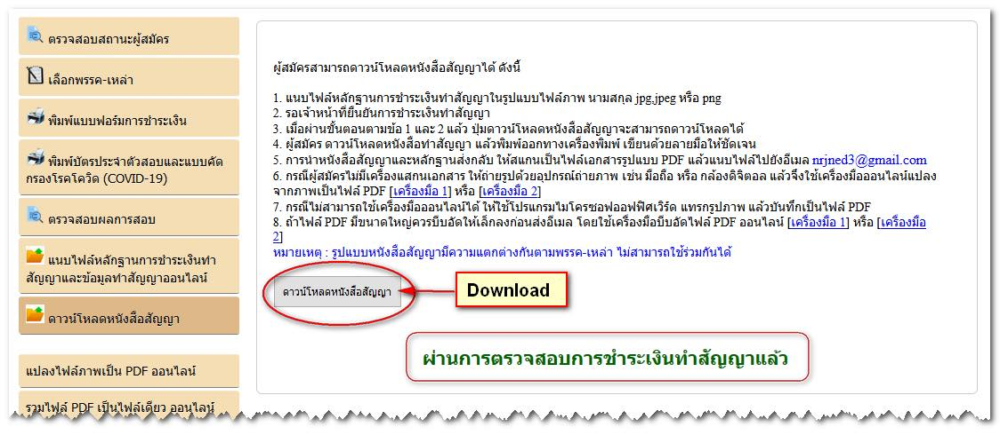 ตรวจสอบสถานะผู้สมัคร
เลือกพรรค-เหล่า
พิมพ์แบบฟอร์มการชำระเงิน
พิมพ์บัตรประจำตัวสอบและแบบคัด
กรองโรคโควิด (COVID-19)
ตรวจสอบผลการสอบ
แนบไฟล์หลักฐานการชำระเงินทำ
สัญญาและข้อมูลทำสัญญาออนไลน์
ดาวน์โหลดหนังสือสัญญา
แปลงไฟล์ภาพเป็น PDF ออนไลน์
รวมไฟล์ PDF เป็นไฟล์เดียว ออนไลน์
ผู้สมัครสามารถดาวน์โหลดหนังสือสัญญาได้ ดังนี้
1. แนบไฟล์หลักฐานการชำระเงินทำสัญญาในรูปแบบไฟล์ภาพ นามสกุล jpg,jpeg หรือ png
2. รอเจ้าหน้าที่ยืนยันการชำระเงินทำสัญญา
3. เมื่อผ่านขั้นตอนตามข้อ 1 และ 2 แล้ว ปุ่มดาวน์โหลดหนังสือสัญญาจะสามารถดาวน์โหลดได้
4. ผู้สมัคร ดาวน์โหลดหนังสือทำสัญญา แล้วพิมพ์ออกทางเครื่องพิมพ์ เขียนด้วยลายมือให้ชัดเจน
5. การนำหนังสือสัญญาและหลักฐานส่งกลับ ให้สแกนเป็นไฟล์เอกสารรูปแบบ PDF แล้วแนบไฟล์ไปยังอีเมล nrjned3@gmail.com
6. กรณีผู้สมัครไม่มีเครื่องแสกนเอกสาร ให้ถ่ายรูปด้วยอุปกรณ์ถ่ายภาพ เช่น มือถือ หรือ กล้องดิจิตอล แล้วจึงใช้เครื่องมือออนไลน์แปลง
จากภาพเป็นไฟล์ PDF [เครื่องมือ 1] หรือ [เครื่องมือ 2]
7. กรณีไม่สามารถใช้เครื่องมือออนไลน์ได้ ให้ใช้โปรแกรมไมโครซอฟออฟฟิศเวิร์ด แทรกรูปภาพ แล้วบันทึกเป็นไฟล์ PDF
8. ถ้าไฟล์ PDF มีขนาดใหญ่ควรบีบอัดให้เล็กลงก่อนส่งอีเมล โดยใช้เครื่องมือบีบอัดไฟล์ PDF ออนไลน์ [เครื่องมือ 1] หรือ [เครื่องมือ
2]
หมายเหตุ : รูปแบบหนังสือสัญญามีความแตกต่างกันตามพรรค-เหล่า ไม่สามารถใช้ร่วมกันได้
ดาวน์โหลดหนังสือสัญญา
Download
ผ่านการตรวจสอบการชำระเงินทำสัญญาแล้ว